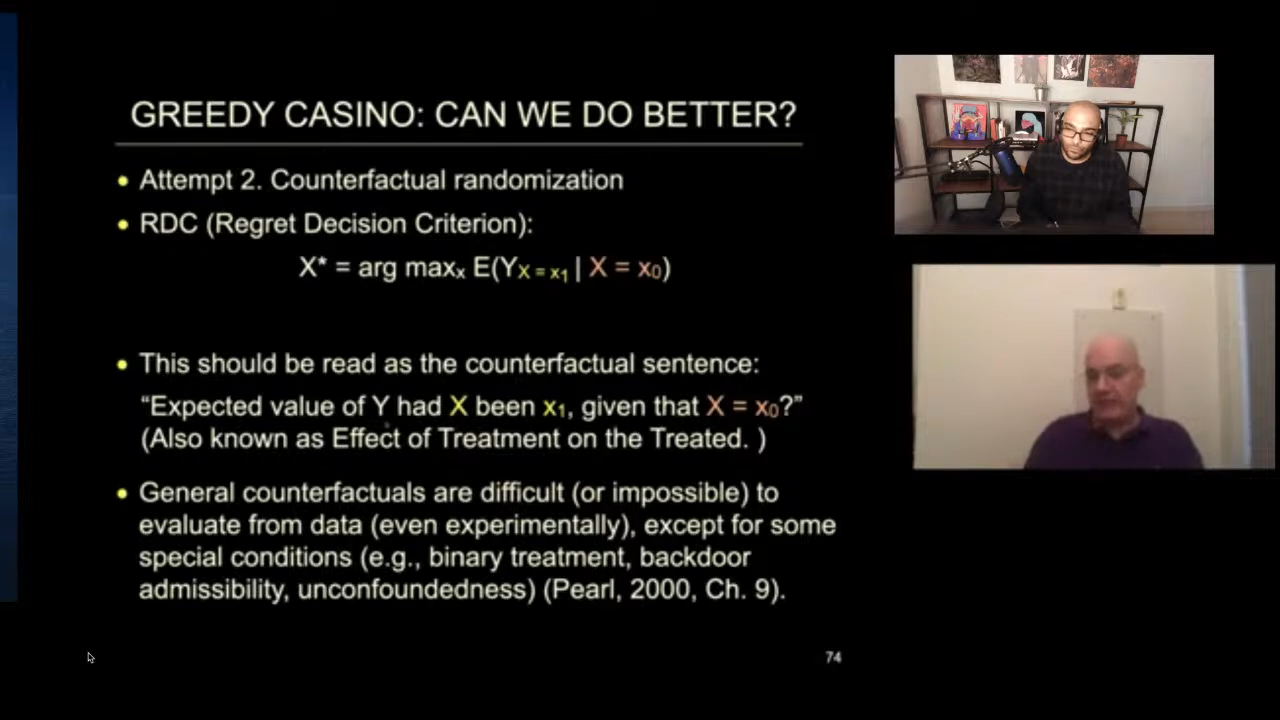 GREEDY CASINO: CAN WE DO BETTER?
• Attempt 2. Counterfactual randomization
• RDC (Regret Decision Criterion):
X* = arg maxₓ E(Y_X = x₁ | X = x₀)
• This should be read as the counterfactual sentence:
“Expected value of Y had X been x₁, given that X = x₀?”
(Also known as Effect of Treatment on the Treated. )
• General counterfactuals are difficult (or impossible) to
evaluate from data (even experimentally), except for some
special conditions (e.g., binary treatment, backdoor
admissibility, unconfoundedness) (Pearl, 2000, Ch. 9).
74